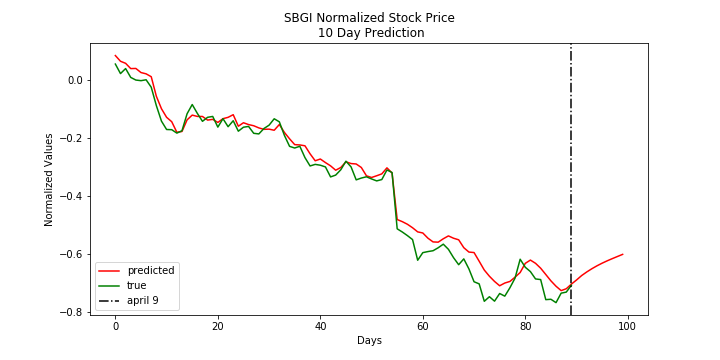 SBGI Normalized Stock Price
10 Day Prediction
Normalized Values
0.0
−0.2
−0.4
−0.6
−0.8
predicted
true
april 9
0
20
40
60
80
100
Days